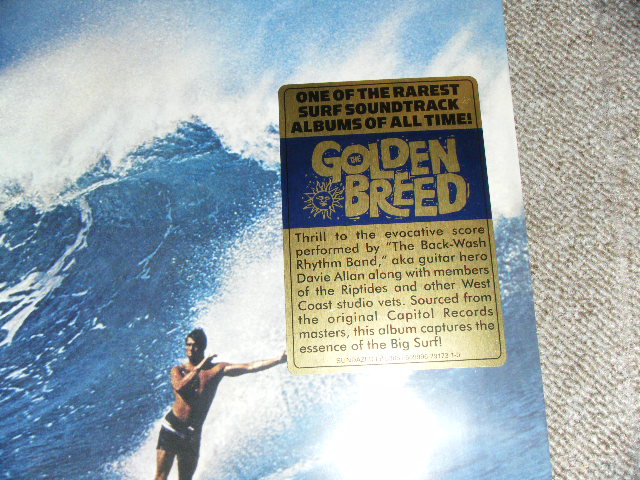 ONE OF THE RAREST
SURF SOUNDTRACK
ALBUMS OF ALL TIME!
THE GOLDEN
BREED
Thrill to the evocative score
performed by "The Back-Wash
Rhythm Band," aka guitar hero
Davie Allan along with members
of the Riptides and other West
Coast studio vets. Sourced from
the original Capitol Records
masters, this album captures the
essence of the Big Surf!